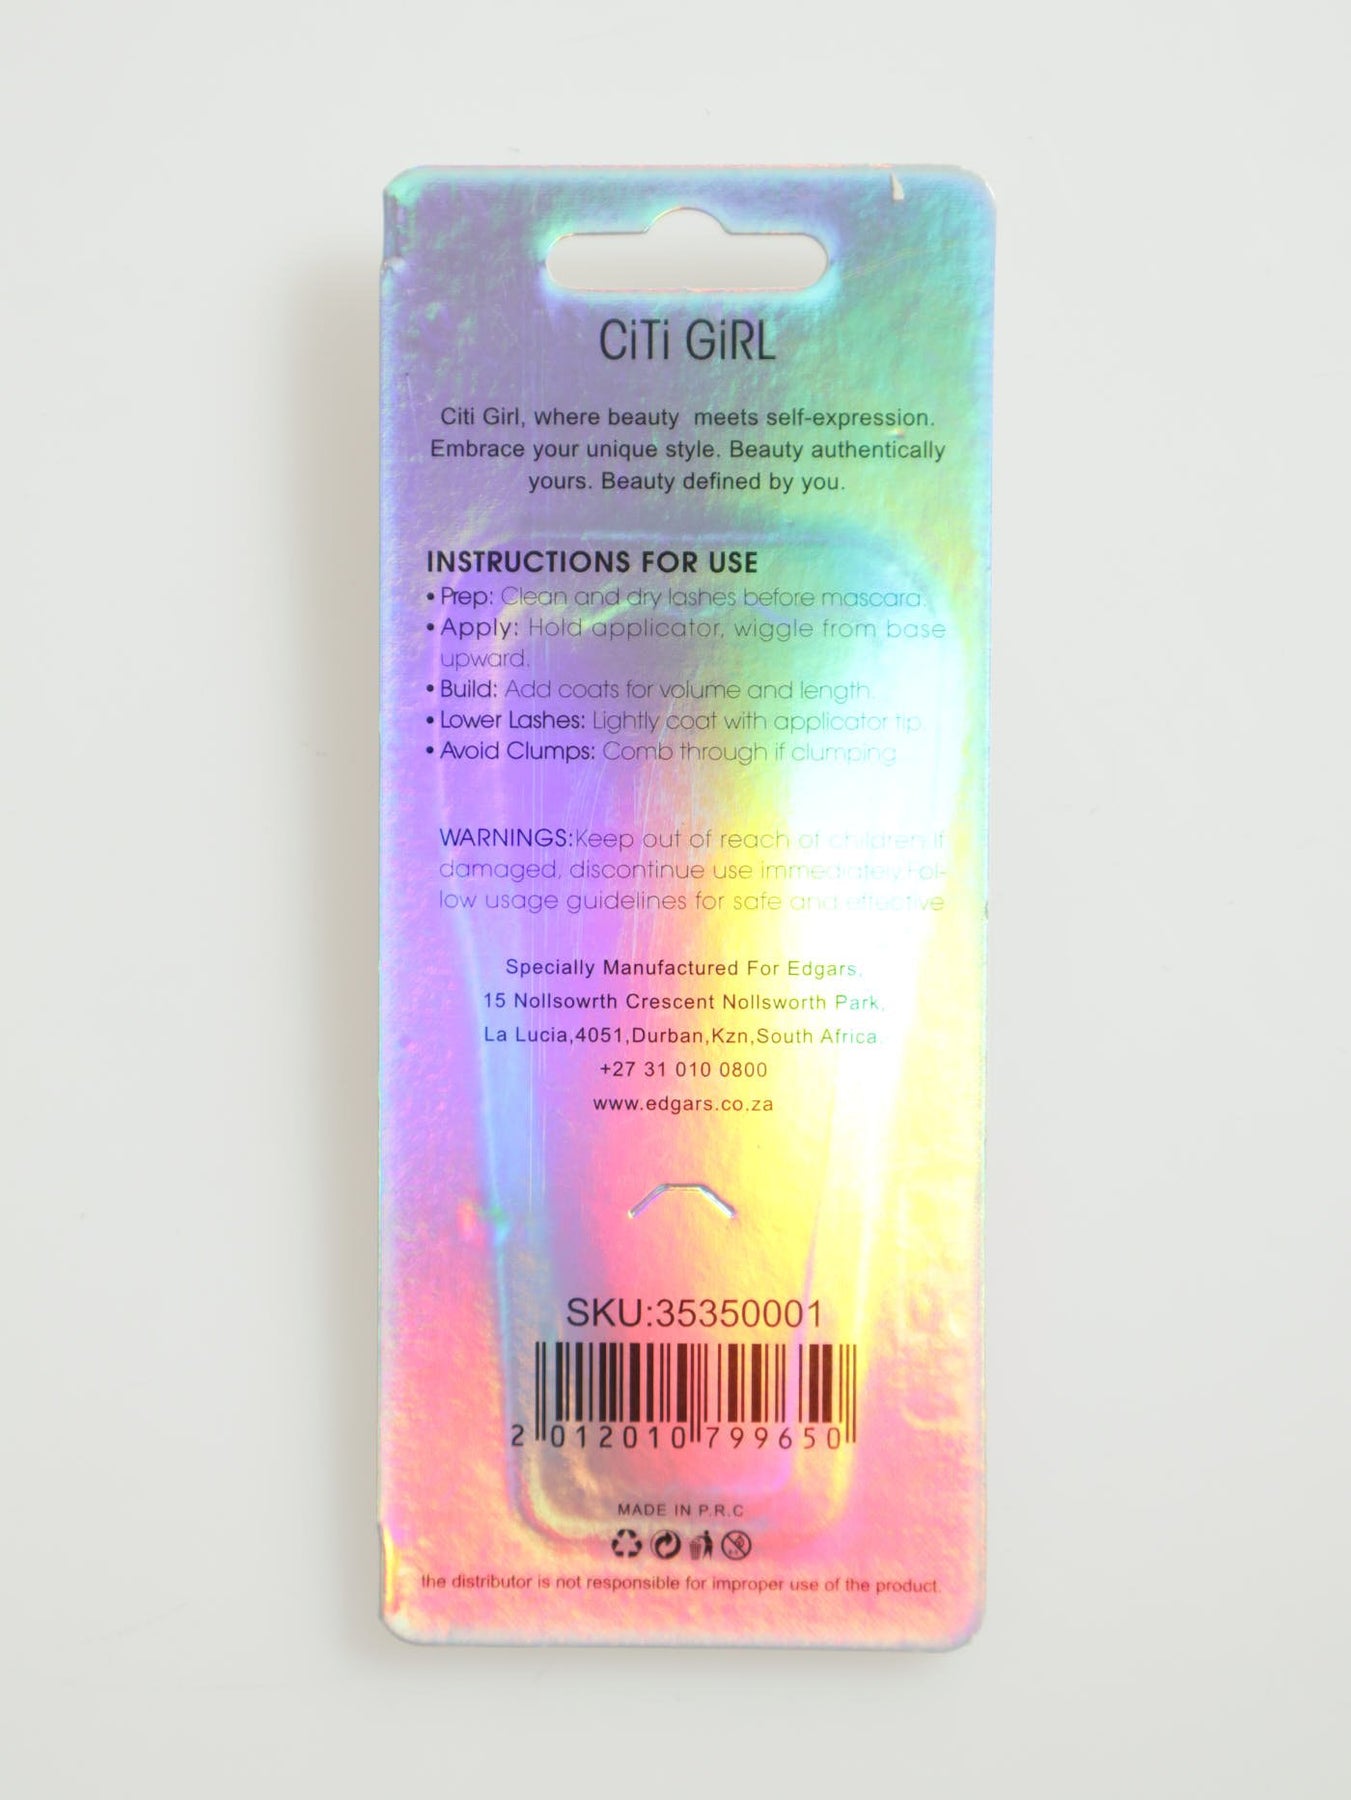 CiTi GiRL
Citi Girl, where beauty meets self-expression.
Embrace your unique style. Beauty authentically
yours. Beauty defined by you.
INSTRUCTIONS FOR USE
• Prep: Clean and dry lashes before mascara.
• Apply: Hold applicator, wiggle from base
upward.
• Build: Add coats for volume and length.
• Lower Lashes: Lightly coat with applicator tip.
• Avoid Clumps: Comb through if clumping.
WARNINGS:Keep out of reach of children.If
damaged, discontinue use immediately.Fol-
low usage guidelines for safe and effective
Specially Manufactured For Edgars,
15 Nollsowrth Crescent Nollsworth Park,
La Lucia,4051,Durban,Kzn,South Africa.
+27 31 010 0800
www.edgars.co.za
SKU:35350001
2 012010 799650
MADE IN P.R.C
the distributor is not responsible for improper use of the product.